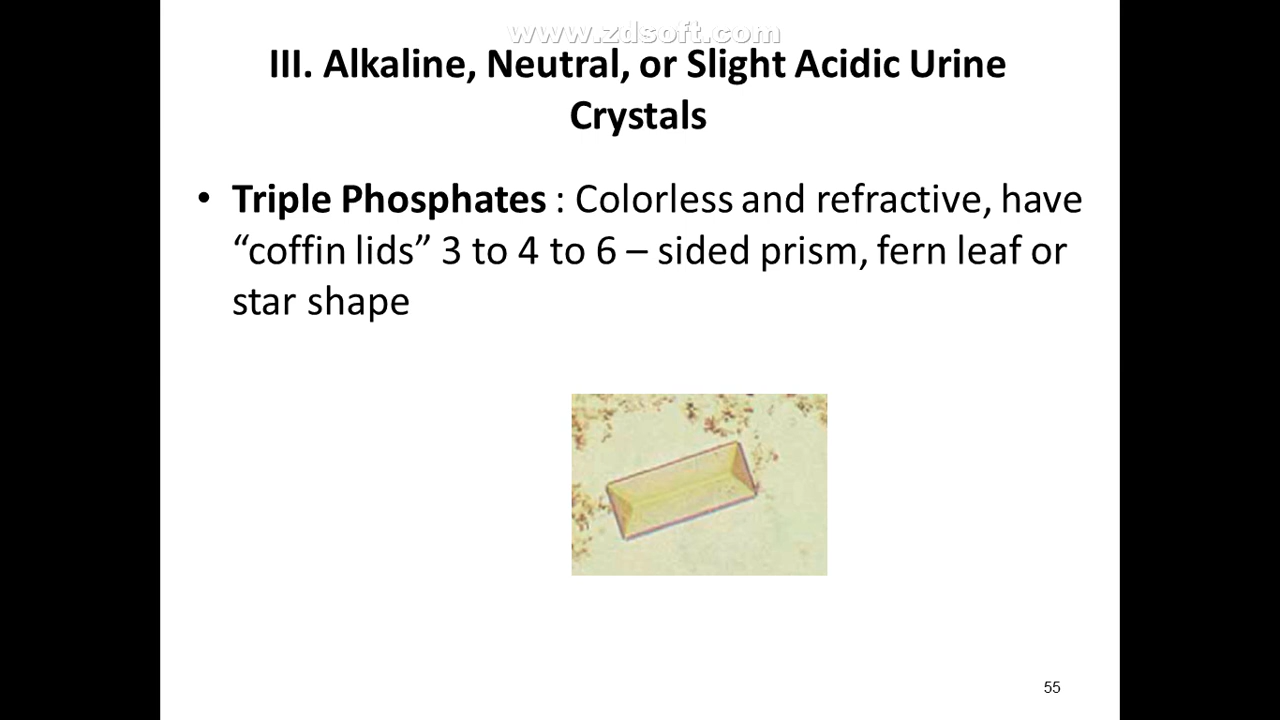 www.zdsoft.com
III. Alkaline, Neutral, or Slight Acidic Urine
Crystals
• Triple Phosphates : Colorless and refractive, have
“coffin lids” 3 to 4 to 6 – sided prism, fern leaf or
star shape
55